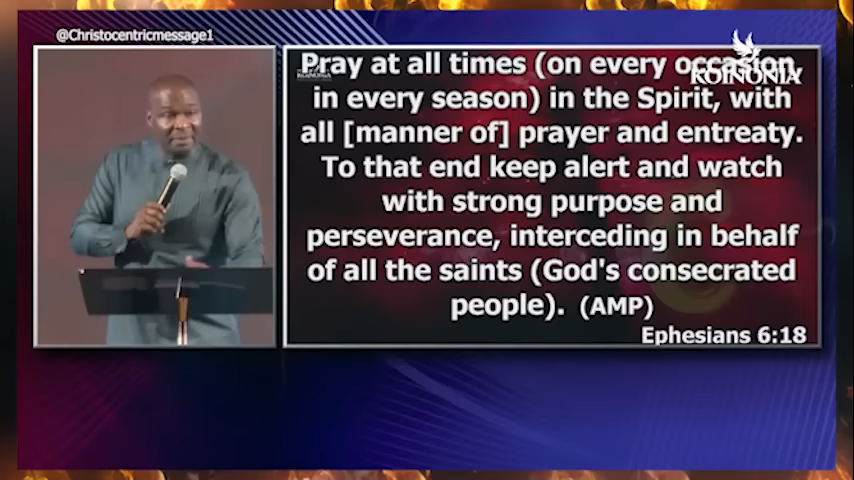 @Christocentricmessage1
KOINONIA
Pray at all times (on every occasion,
in every season) in the Spirit, with
all [manner of] prayer and entreaty.
To that end keep alert and watch
with strong purpose and
perseverance, interceding in behalf
of all the saints (God's consecrated
people). (AMP)
Ephesians 6:18